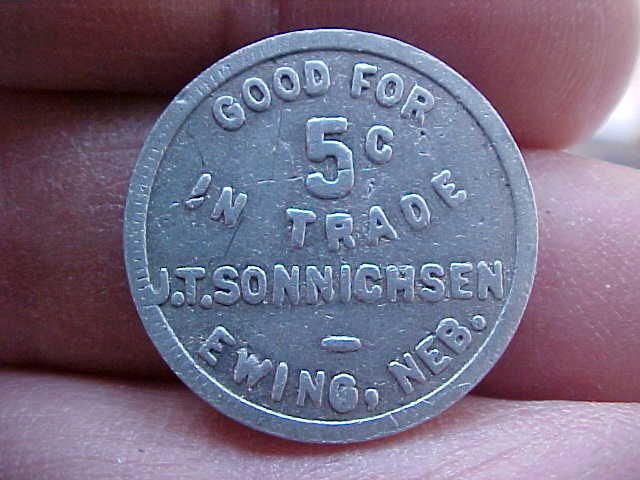 GOOD FOR
5¢
IN TRADE
J.T.SONNICHSEN
EWING, NEB.